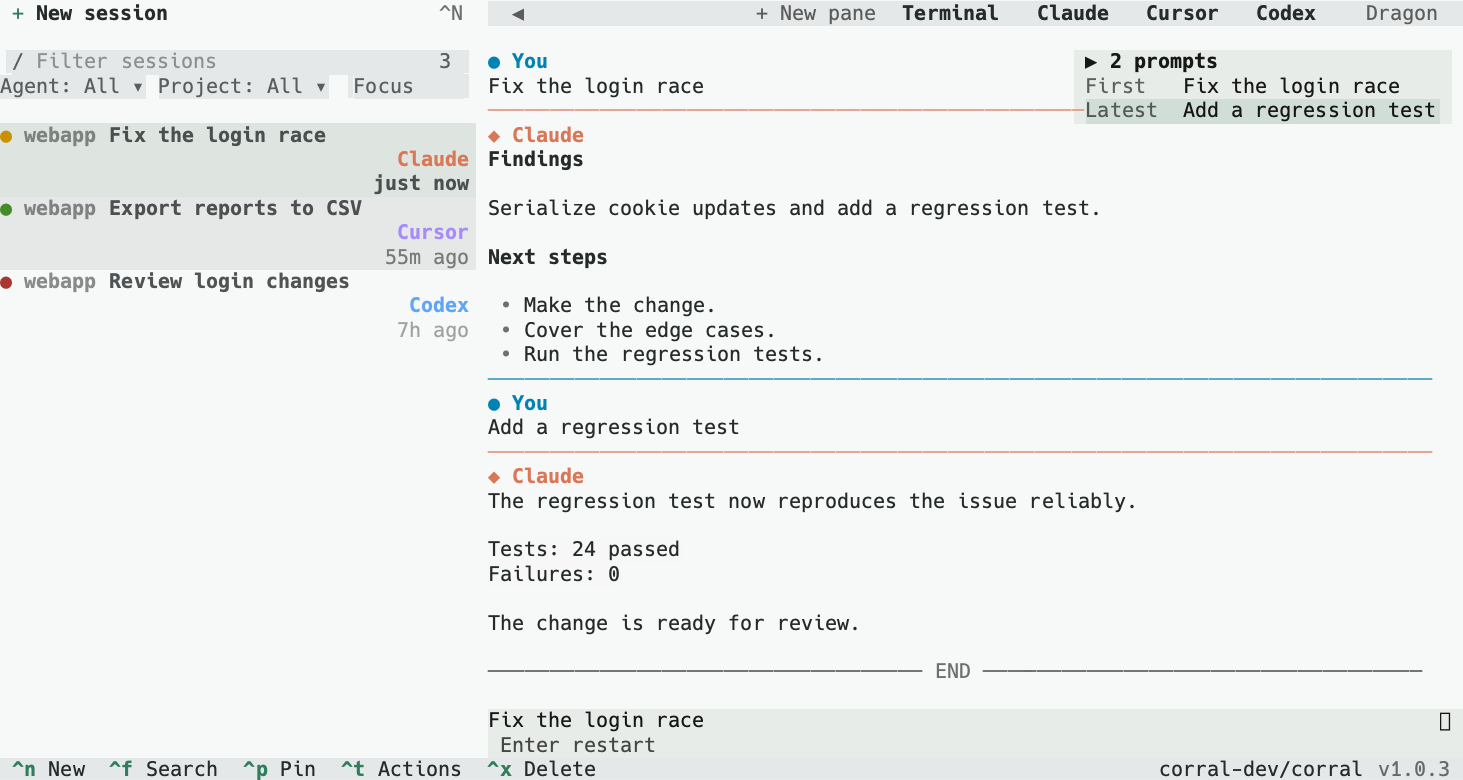 + New session ^N
/ Filter sessions 3
Agent: All ▾ Project: All ▾ Focus
● webapp Fix the login race
Claude
just now
● webapp Export reports to CSV
Cursor
55m ago
● webapp Review login changes
Codex
7h ago
◀ + New pane Terminal Claude Cursor Codex Dragon
● You
Fix the login race
▶ 2 prompts
First Fix the login race
Latest Add a regression test
◆ Claude
Findings
Serialize cookie updates and add a regression test.
Next steps
• Make the change.
• Cover the edge cases.
• Run the regression tests.
● You
Add a regression test
◆ Claude
The regression test now reproduces the issue reliably.
Tests: 24 passed
Failures: 0
The change is ready for review.
END
Fix the login race
Enter restart
^n New ^f Search ^p Pin ^t Actions ^x Delete corral-dev/corral v1.0.3